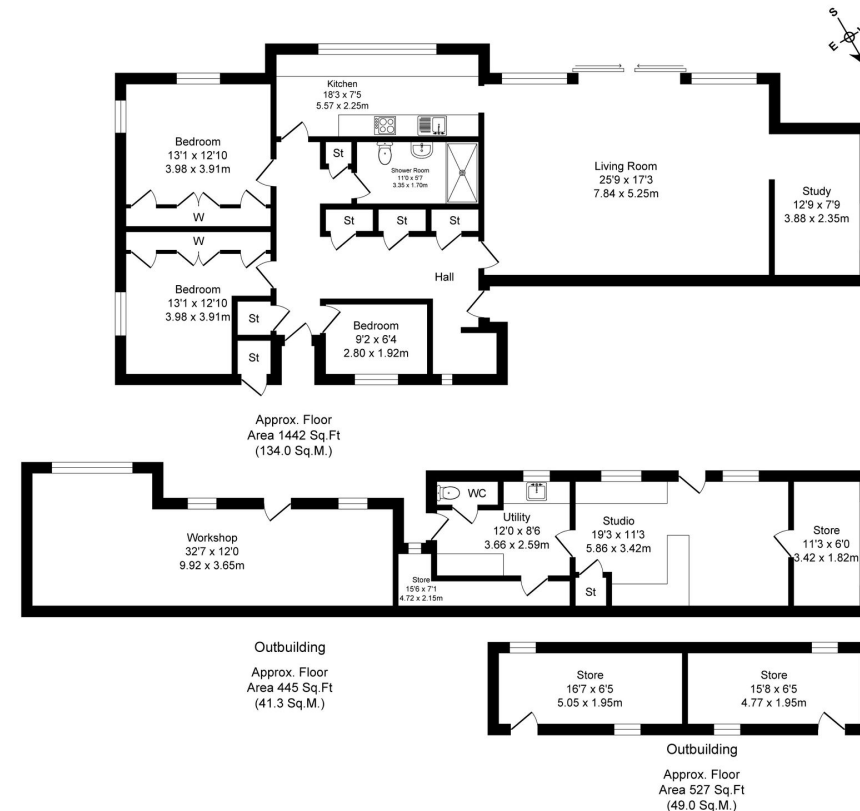 S
E
Kitchen
18'3 x 7'5
5.57 x 2.25m
Bedroom
13'1 x 12'10
3.98 x 3.91m
St
Shower Room
11'0 x 5'7
3.35 x 1.70m
Living Room
25'9 x 17'3
7.84 x 5.25m
Study
12'9 x 7'9
3.88 x 2.35m
W
St
St
St
W
Hall
Bedroom
13'1 x 12'10
3.98 x 3.91m
St
Bedroom
9'2 x 6'4
2.80 x 1.92m
St
Approx. Floor
Area 1442 Sq.Ft
(134.0 Sq.M.)
Workshop
32'7 x 12'0
9.92 x 3.65m
WC
Utility
12'0 x 8'6
3.66 x 2.59m
Studio
19'3 x 11'3
5.86 x 3.42m
Store
11'3 x 6'0
3.42 x 1.82m
Store
15'6 x 7'1
4.72 x 2.15m
St
Outbuilding
Approx. Floor
Area 445 Sq.Ft
(41.3 Sq.M.)
Store
16'7 x 6'5
5.05 x 1.95m
Store
15'8 x 6'5
4.77 x 1.95m
Outbuilding
Approx. Floor
Area 527 Sq.Ft
(49.0 Sq.M.)